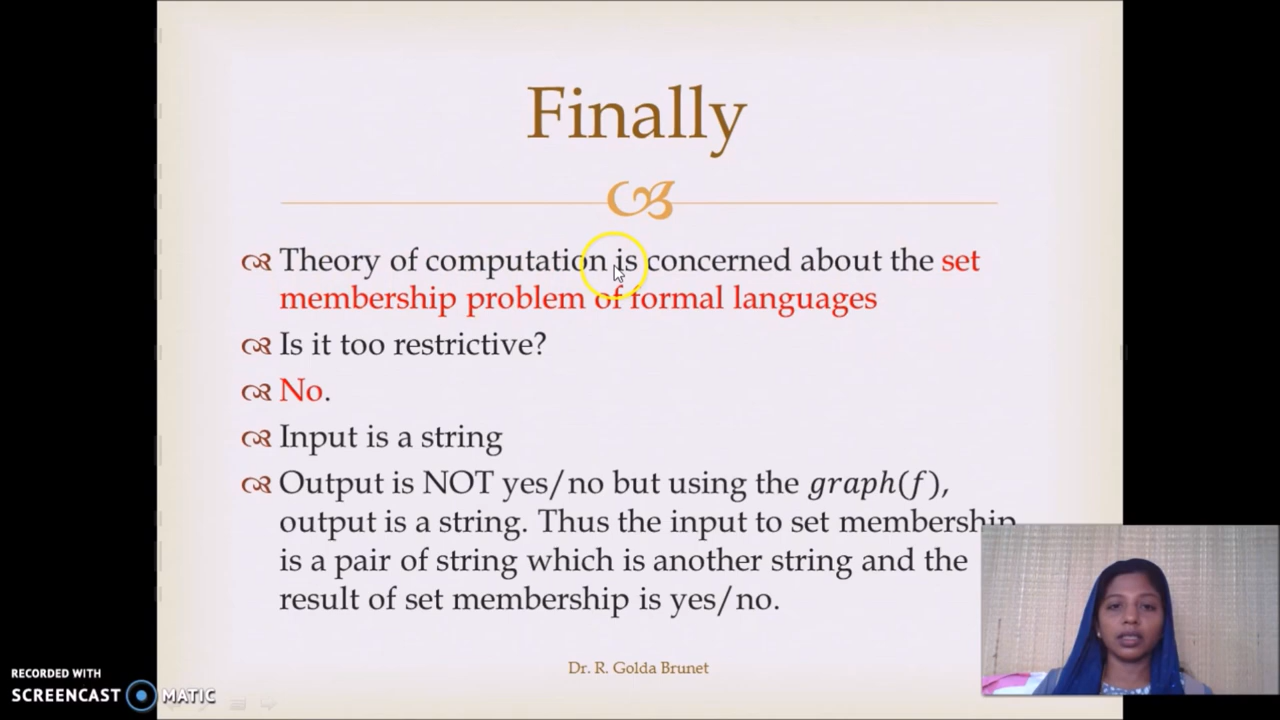 Finally
Theory of computation is concerned about the set
membership problem of formal languages
Is it too restrictive?
No.
Input is a string
Output is NOT yes/no but using the graph(f),
output is a string. Thus the input to set membership
is a pair of string which is another string and the
result of set membership is yes/no.
Dr. R. Golda Brunet
RECORDED WITH
SCREENCAST MATIC